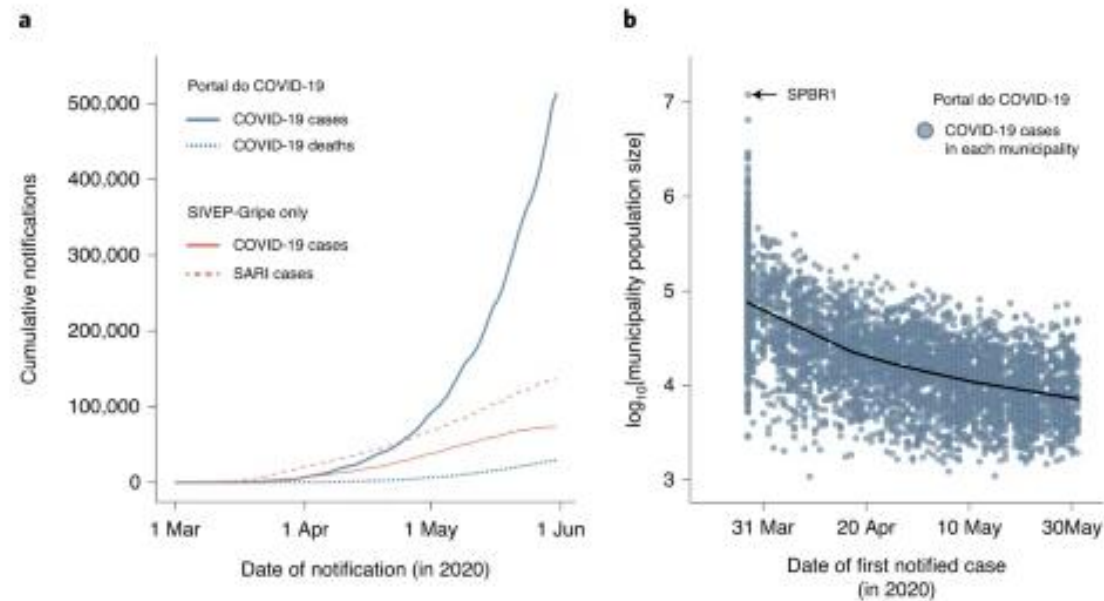 a
Cumulative notifications
500,000
400,000
300,000
200,000
100,000
0
Portal do COVID-19
COVID-19 cases
COVID-19 deaths
SIVEP-Gripe only
COVID-19 cases
SARI cases
1 Mar
1 Apr
1 May
1 Jun
Date of notification (in 2020)
b
log10[municipality population size]
7
6
5
4
3
SPBR1
Portal do COVID-19
COVID-19 cases
in each municipality
31 Mar
20 Apr
10 May
30May
Date of first notified case
(in 2020)